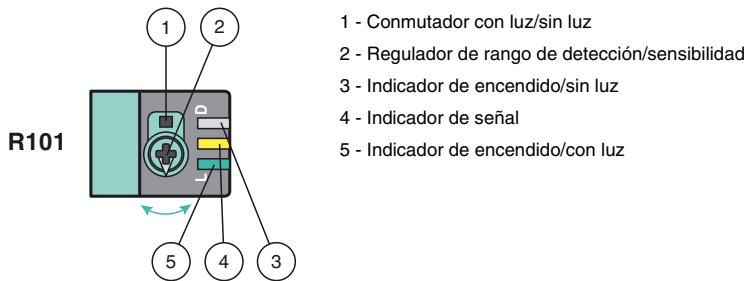 1
2
1 - Conmutador con luz/sin luz
2 - Regulador de rango de detección/sensibilidad
3 - Indicador de encendido/sin luz
4 - Indicador de señal
5 - Indicador de encendido/con luz
R101
D
L
5
4
3